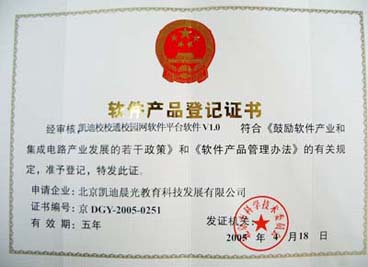 软件产品登记证书
经审核,凯迪校校通校园网软件平台软件 V1.0 符合《鼓励软件产业和
集成电路产业发展的若干政策》和《软件产品管理办法》的有关规
定，准予登记，特发此证。
申请企业：北京凯迪晨光教育科技发展有限公司
证书编号：京 DGY-2005-0251
有 效 期：五年
发证机关：
2005 年 4 月 18 日